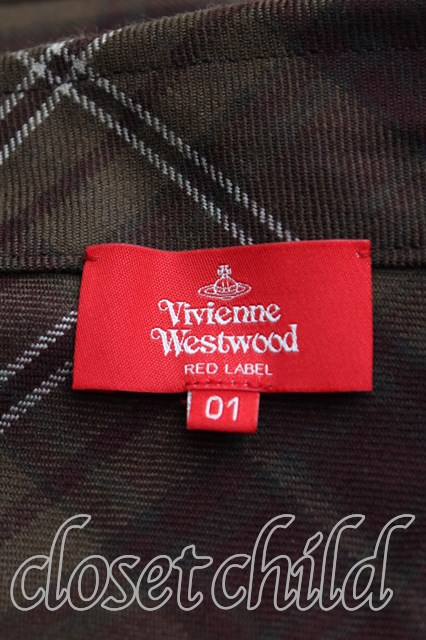 Vivienne
Westwood
RED LABEL
01
closet child